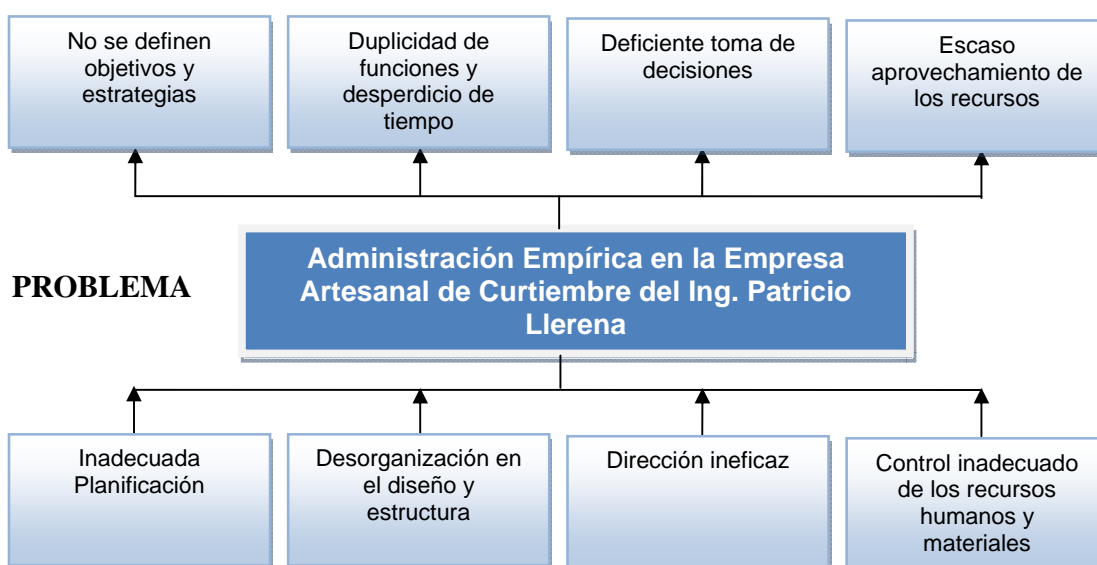 No se definen
objetivos y
estrategias
Duplicidad de
funciones y
desperdicio de
tiempo
Deficiente toma de
decisiones
Escaso
aprovechamiento de
los recursos
PROBLEMA
Administración Empírica en la Empresa
Artesanal de Curtiembre del Ing. Patricio
Llerena
Inadecuada
Planificación
Desorganización en
el diseño y
estructura
Dirección ineficaz
Control inadecuado
de los recursos
humanos y
materiales